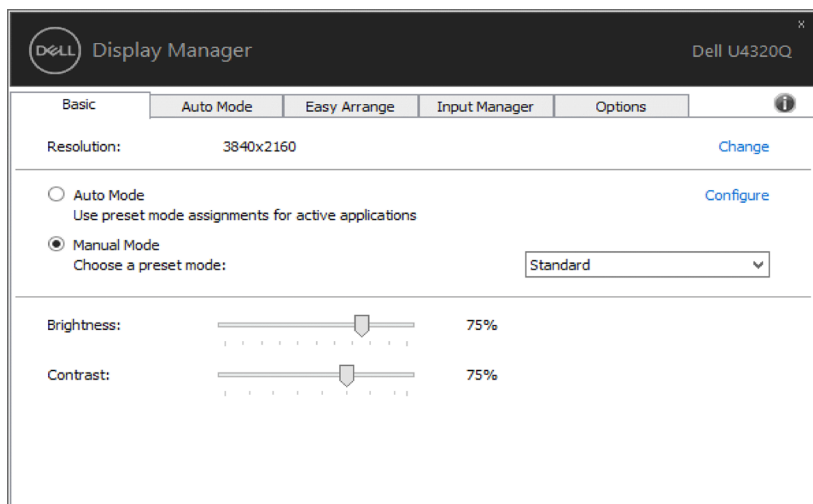 x
DELL Display Manager Dell U4320Q
Basic Auto Mode Easy Arrange Input Manager Options i
Resolution: 3840x2160 Change
Auto Mode Configure
Use preset mode assignments for active applications
Manual Mode
Choose a preset mode: Standard
Brightness: 75%
Contrast: 75%